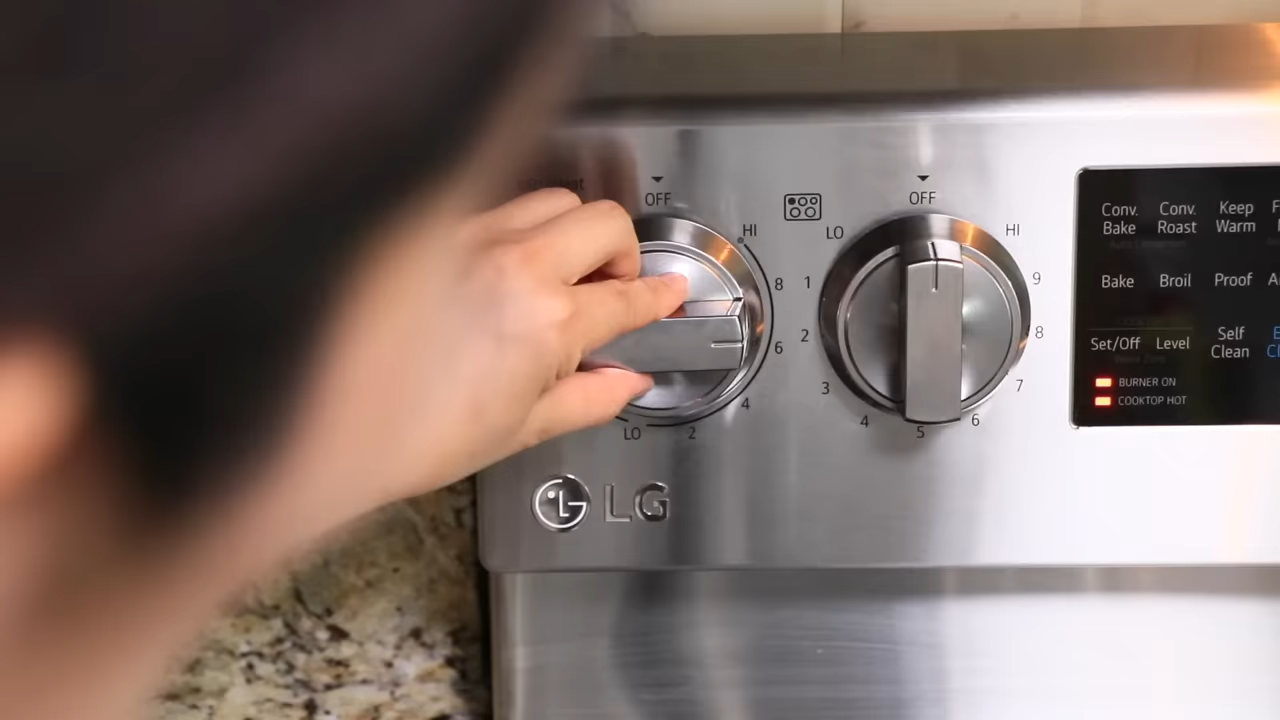 OFF
HI
8
6
4
2
LO
OFF
LO
HI
1
9
2
8
3
7
4
5
6
LG
Conv. Bake
Conv. Roast
Keep Warm
Bake
Broil
Proof
Set/Off
Level
Self Clean
BURNER ON
COOKTOP HOT